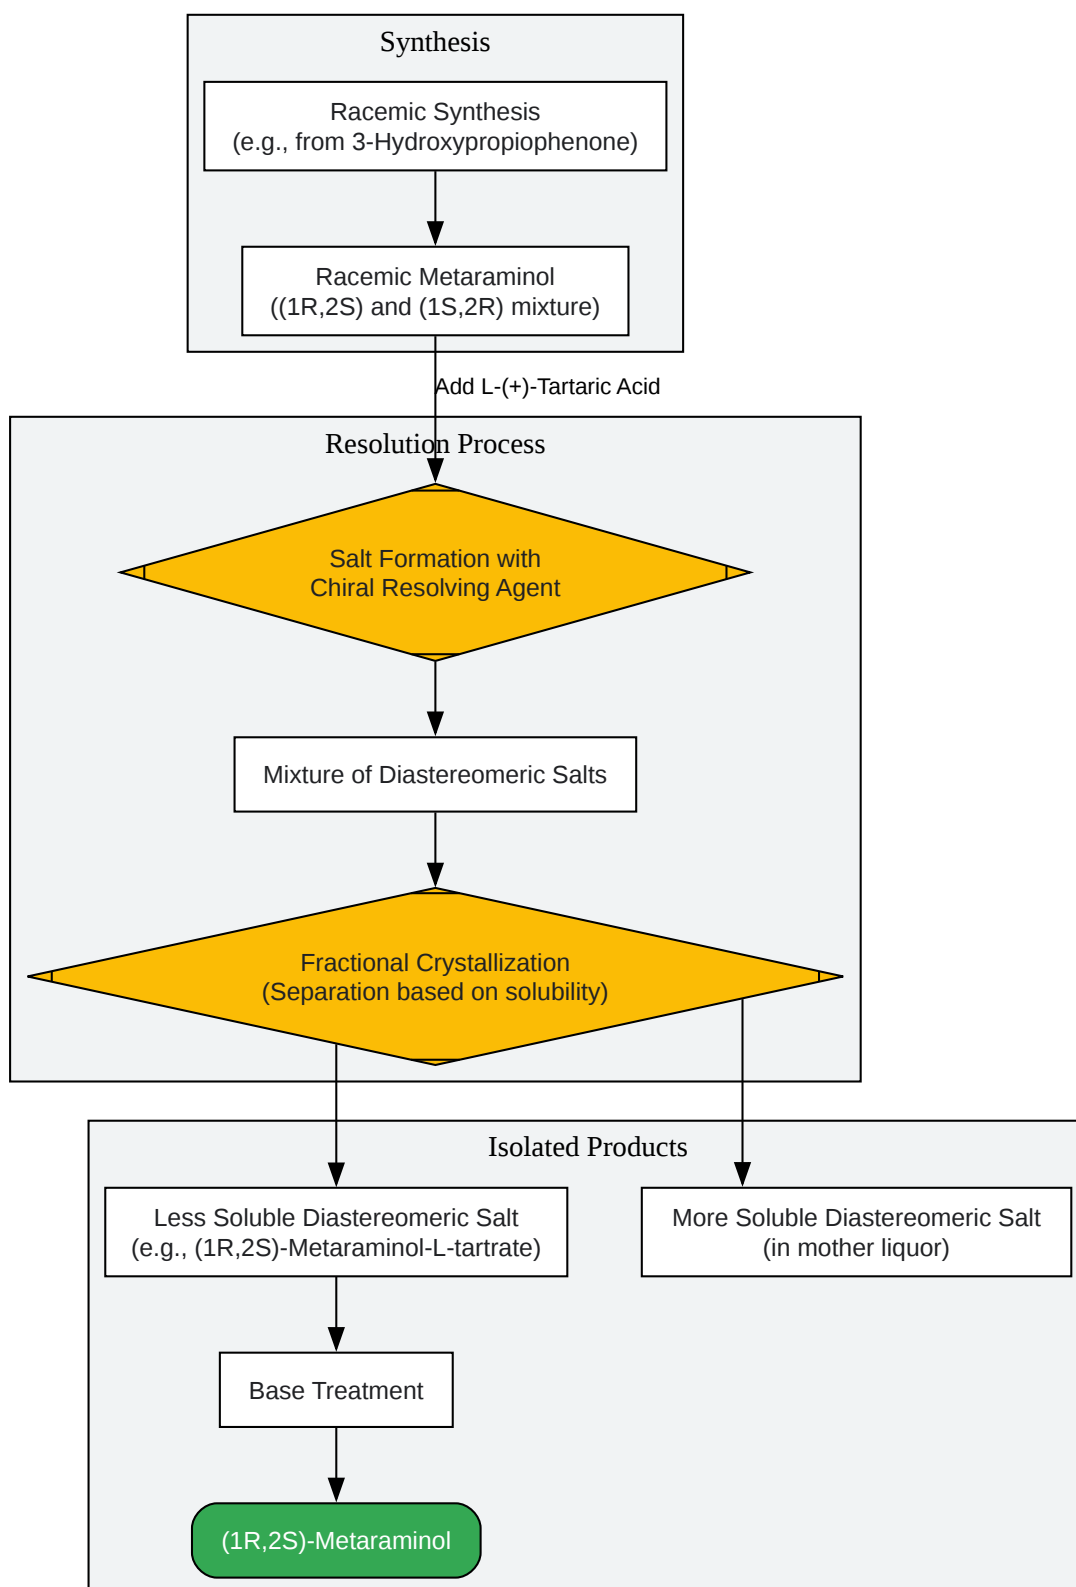 Synthesis
Racemic Synthesis
(e.g., from 3-Hydroxypropiophenone)
Racemic Metaraminol
((1R,2S) and (1S,2R) mixture)
Add L-(+)-Tartaric Acid
Resolution Process
Salt Formation with
Chiral Resolving Agent
Mixture of Diastereomeric Salts
Fractional Crystallization
(Separation based on solubility)
Isolated Products
Less Soluble Diastereomeric Salt
(e.g., (1R,2S)-Metaraminol-L-tartrate)
More Soluble Diastereomeric Salt
(in mother liquor)
Base Treatment
(1R,2S)-Metaraminol